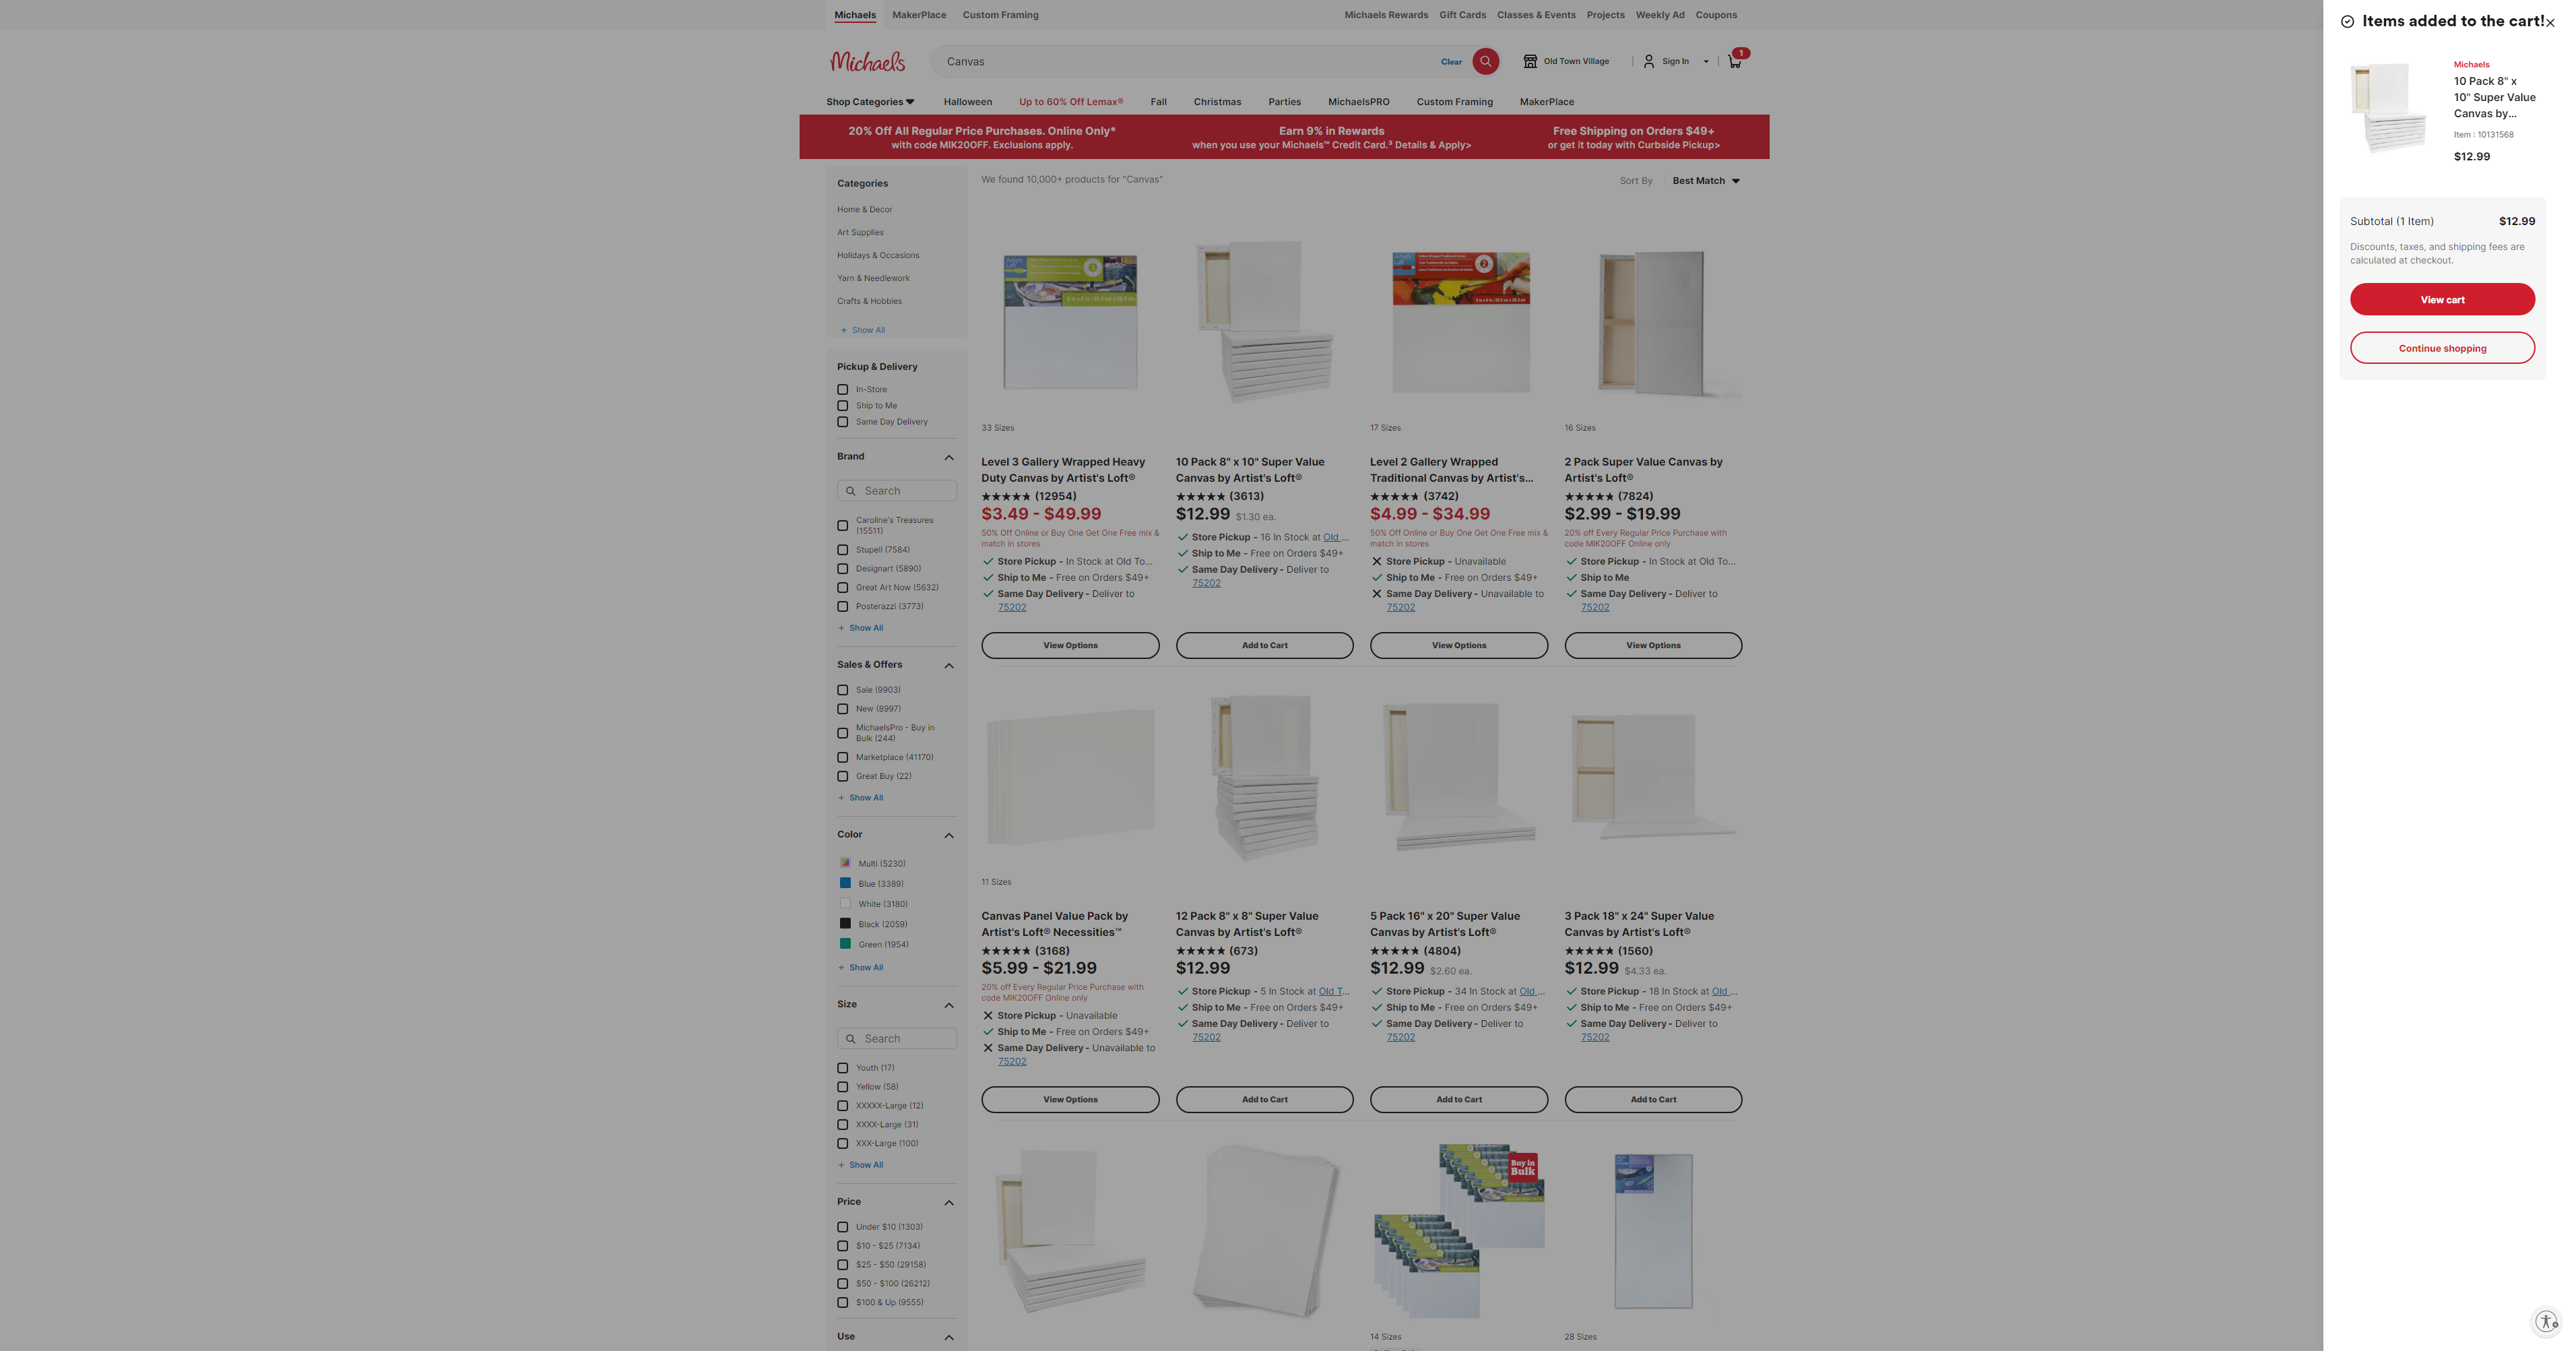 Michaels MakerPlace Custom Framing Michaels Rewards Gift Cards Classes & Events Projects Weekly Ad Coupons
Michaels Canvas Clear Old Town Village Sign In 1
Shop Categories Halloween Up to 60% Off Lemax® Fall Christmas Parties MichaelsPRO Custom Framing MakerPlace
20% Off All Regular Price Purchases. Online Only* Earn 9% in Rewards Free Shipping on Orders $49+
with code MIK20OFF. Exclusions apply. when you use your Michaels™ Credit Card.³ Details & Apply> or get it today with Curbside Pickup>
Categories
Home & Decor
Art Supplies
Holidays & Occasions
Yarn & Needlework
Crafts & Hobbies
+ Show All
Pickup & Delivery
In-Store
Ship to Me
Same Day Delivery
Brand
Search
Caroline's Treasures
(15511)
Stupell (7584)
Designart (5890)
Great Art Now (5632)
Posterazzi (3773)
+ Show All
Sales & Offers
Sale (9903)
New (8997)
MichaelsPro - Buy in
Bulk (244)
Marketplace (41170)
Great Buy (22)
+ Show All
Color
Multi (5230)
Blue (3389)
White (3180)
Black (2059)
Green (1954)
+ Show All
Size
Search
Youth (17)
Yellow (58)
XXXXX-Large (12)
XXXX-Large (31)
XXX-Large (100)
+ Show All
Price
Under $10 (1303)
$10 - $25 (7134)
$25 - $50 (29158)
$50 - $100 (26212)
$100 & Up (9555)
Use
We found 10,000+ products for "Canvas" Sort By Best Match
33 Sizes
Level 3 Gallery Wrapped Heavy
Duty Canvas by Artist's Loft®
(12954)
$3.49 - $49.99
50% Off Online or Buy One Get One Free mix &
match in stores
Store Pickup - In Stock at Old To...
Ship to Me - Free on Orders $49+
Same Day Delivery - Deliver to
75202
View Options
10 Pack 8" x 10" Super Value
Canvas by Artist's Loft®
(3613)
$12.99 $1.30 ea.
Store Pickup - 16 In Stock at Old ...
Ship to Me - Free on Orders $49+
Same Day Delivery - Deliver to
75202
Add to Cart
17 Sizes
Level 2 Gallery Wrapped
Traditional Canvas by Artist's...
(3742)
$4.99 - $34.99
50% Off Online or Buy One Get One Free mix &
match in stores
Store Pickup - Unavailable
Ship to Me - Free on Orders $49+
Same Day Delivery - Unavailable to
75202
View Options
16 Sizes
2 Pack Super Value Canvas by
Artist's Loft®
(7824)
$2.99 - $19.99
20% off Every Regular Price Purchase with
code MIK20OFF Online only
Store Pickup - In Stock at Old To...
Ship to Me
Same Day Delivery - Deliver to
75202
View Options
11 Sizes
Canvas Panel Value Pack by
Artist's Loft® Necessities™
(3168)
$5.99 - $21.99
20% off Every Regular Price Purchase with
code MIK20OFF Online only
Store Pickup - Unavailable
Ship to Me - Free on Orders $49+
Same Day Delivery - Unavailable to
75202
View Options
12 Pack 8" x 8" Super Value
Canvas by Artist's Loft®
(673)
$12.99
Store Pickup - 5 In Stock at Old T...
Ship to Me - Free on Orders $49+
Same Day Delivery - Deliver to
75202
Add to Cart
5 Pack 16" x 20" Super Value
Canvas by Artist's Loft®
(4804)
$12.99 $2.60 ea.
Store Pickup - 34 In Stock at Old ...
Ship to Me - Free on Orders $49+
Same Day Delivery - Deliver to
75202
Add to Cart
3 Pack 18" x 24" Super Value
Canvas by Artist's Loft®
(1560)
$12.99 $4.33 ea.
Store Pickup - 18 In Stock at Old ...
Ship to Me - Free on Orders $49+
Same Day Delivery - Deliver to
75202
Add to Cart
Buy in
Bulk
14 Sizes
28 Sizes
Items added to the cart!
Michaels
10 Pack 8" x
10" Super Value
Canvas by...
Item : 10131568
$12.99
Subtotal (1 Item) $12.99
Discounts, taxes, and shipping fees are
calculated at checkout.
View cart
Continue shopping